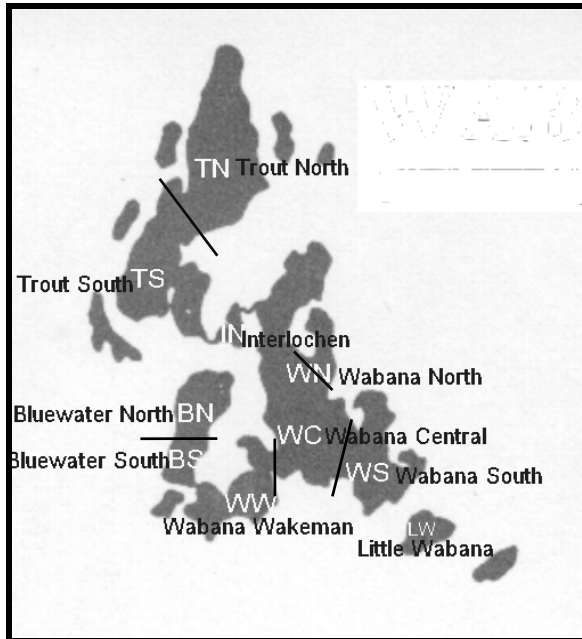 TN Trout North
Trout South TS
IN Interlochen
WN Wabana North
Bluewater North BN
WC Wabana Central
Bluewater South BS
WS Wabana South
WW
Wabana Wakeman
LW
Little Wabana